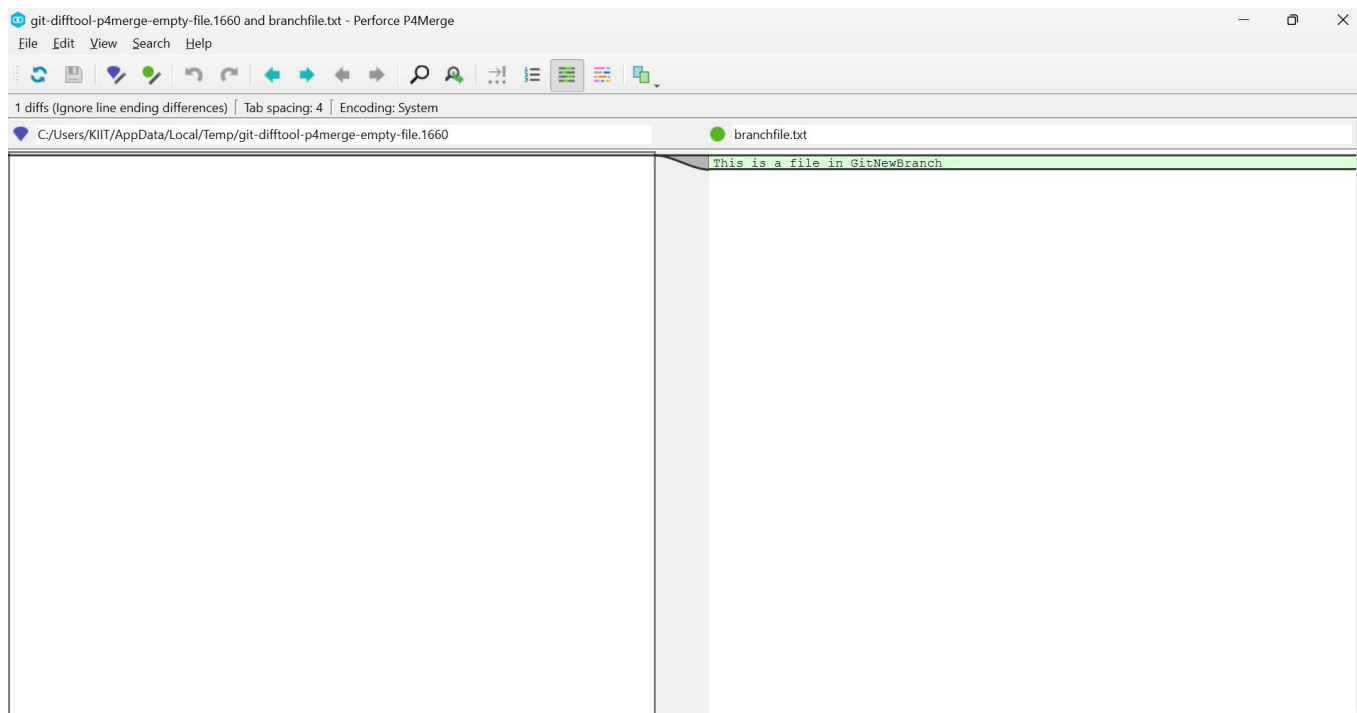 git-difftool-p4merge-empty-file.1660 and branchfile.txt - Perforce P4Merge
File Edit View Search Help
1 diffs (Ignore line ending differences) Tab spacing: 4 Encoding: System
C:/Users/KIIT/AppData/Local/Temp/git-difftool-p4merge-empty-file.1660 branchfile.txt
This is a file in GitNewBranch